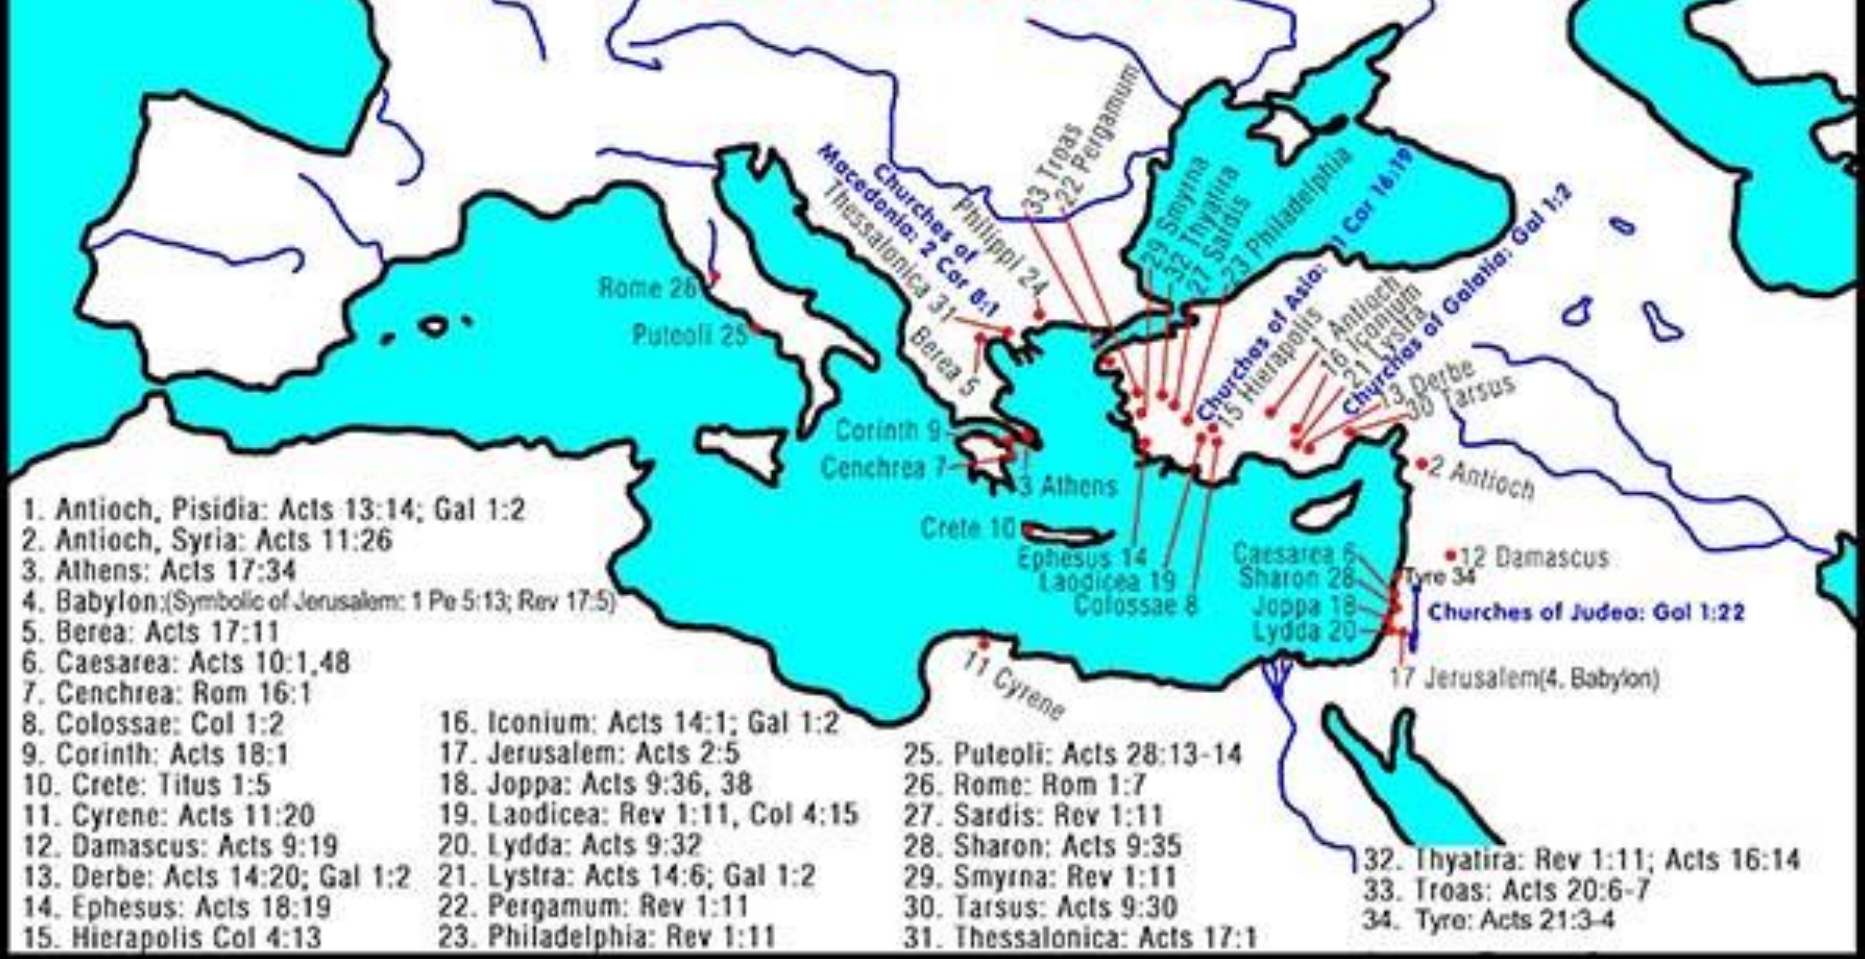 33 Troas
22 Pergamum
Churches of
Macedonia: 2 Cor 8:1
Thessalonica 31
Philippi 24
Berea 5
29 Smyrna
32 Thyatira
27 Sardis
23 Philadelphia
Churches of Asia: 1 Cor 16:19
15 Hierapolis
1 Antioch
16 Iconium
21 Lystra
Churches of Galatia: Gal 1:2
13 Derbe
30 Tarsus
Rome 26
Puteoli 25
Corinth 9
Cenchrea 7
3 Athens
2 Antioch
Crete 10
Ephesus 14
Laodicea 19
Colossae 8
Caesarea 6
Sharon 28
Joppa 18
Lydda 20
Tyre 34
12 Damascus
Churches of Judea: Gal 1:22
17 Jerusalem(4. Babylon)
11 Cyrene
1. Antioch, Pisidia: Acts 13:14; Gal 1:2
2. Antioch, Syria: Acts 11:26
3. Athens: Acts 17:34
4. Babylon:(Symbolic of Jerusalem: 1 Pe 5:13; Rev 17:5)
5. Berea: Acts 17:11
6. Caesarea: Acts 10:1,48
7. Cenchrea: Rom 16:1
8. Colossae: Col 1:2
9. Corinth: Acts 18:1
10. Crete: Titus 1:5
11. Cyrene: Acts 11:20
12. Damascus: Acts 9:19
13. Derbe: Acts 14:20; Gal 1:2
14. Ephesus: Acts 18:19
15. Hierapolis Col 4:13
16. Iconium: Acts 14:1; Gal 1:2
17. Jerusalem: Acts 2:5
18. Joppa: Acts 9:36, 38
19. Laodicea: Rev 1:11, Col 4:15
20. Lydda: Acts 9:32
21. Lystra: Acts 14:6; Gal 1:2
22. Pergamum: Rev 1:11
23. Philadelphia: Rev 1:11
25. Puteoli: Acts 28:13-14
26. Rome: Rom 1:7
27. Sardis: Rev 1:11
28. Sharon: Acts 9:35
29. Smyrna: Rev 1:11
30. Tarsus: Acts 9:30
31. Thessalonica: Acts 17:1
32. Thyatira: Rev 1:11; Acts 16:14
33. Troas: Acts 20:6-7
34. Tyre: Acts 21:3-4